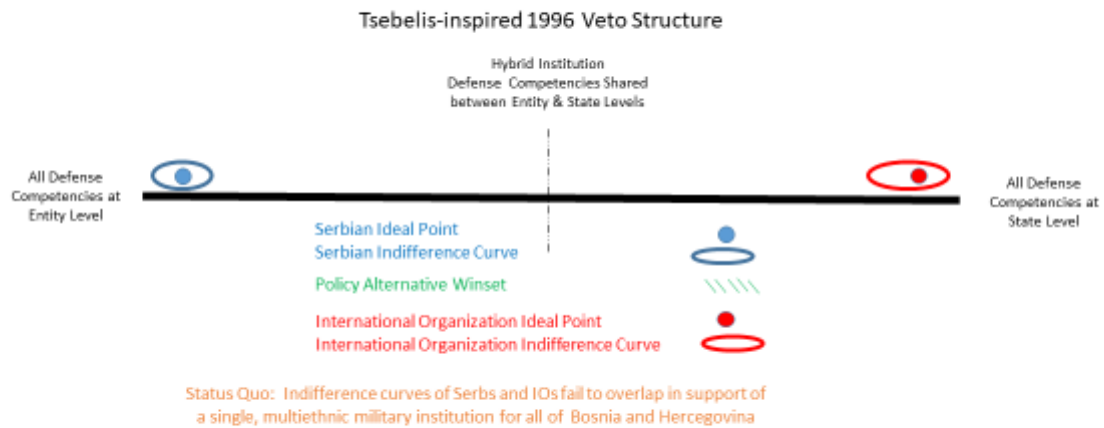 Tsebelis-inspired 1996 Veto Structure
Hybrid Institution
Defense Competencies Shared
between Entity & State Levels
All Defense
Competencies at
Entity Level
All Defense
Competencies at
State Level
Serbian Ideal Point
Serbian Indifference Curve
Policy Alternative Winset
International Organization Ideal Point
International Organization Indifference Curve
Status Quo: Indifference curves of Serbs and IOs fail to overlap in support of
a single, multiethnic military institution for all of Bosnia and Hercegovina